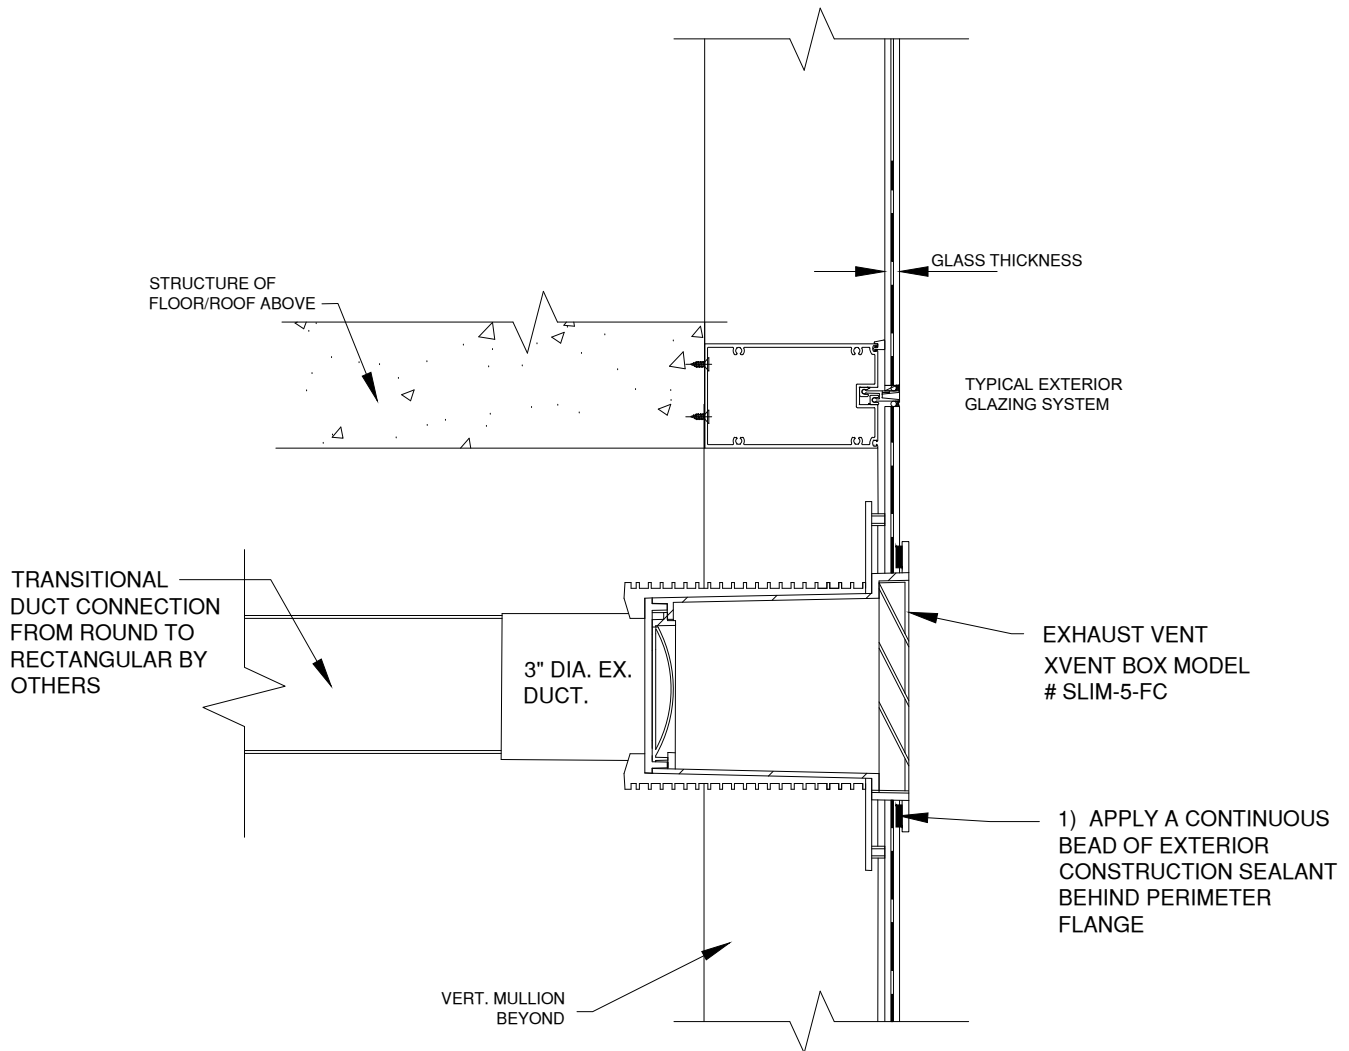 GLASS THICKNESS
STRUCTURE OF
FLOOR/ROOF ABOVE
TYPICAL EXTERIOR
GLAZING SYSTEM
TRANSITIONAL
DUCT CONNECTION
FROM ROUND TO
RECTANGULAR BY
OTHERS
3" DIA. EX.
DUCT.
EXHAUST VENT
XVENT BOX MODEL
# SLIM-5-FC
1) APPLY A CONTINUOUS
BEAD OF EXTERIOR
CONSTRUCTION SEALANT
BEHIND PERIMETER
FLANGE
VERT. MULLION
BEYOND